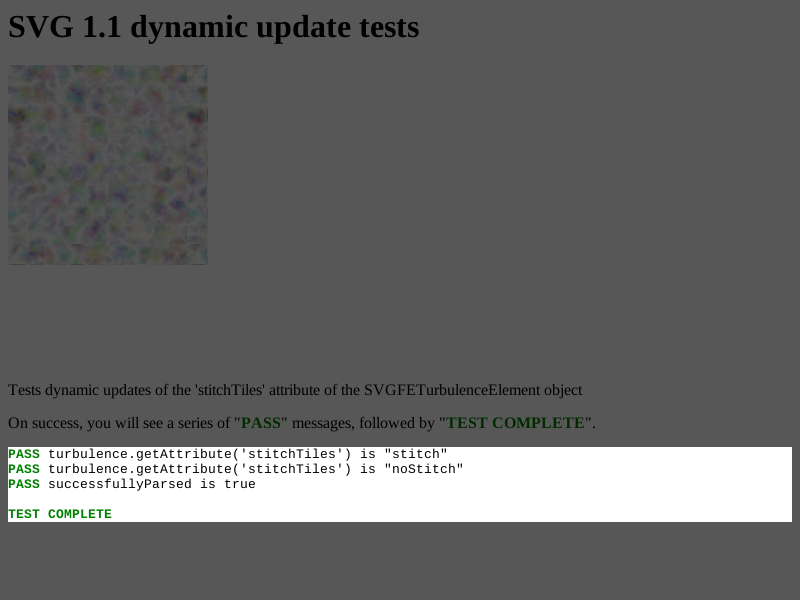 SVG 1.1 dynamic update tests
Tests dynamic updates of the 'stitchTiles' attribute of the SVGFETurbulenceElement object
On success, you will see a series of "PASS" messages, followed by "TEST COMPLETE".
PASS turbulence.getAttribute('stitchTiles') is "stitch"
PASS turbulence.getAttribute('stitchTiles') is "noStitch"
PASS successfullyParsed is true
TEST COMPLETE